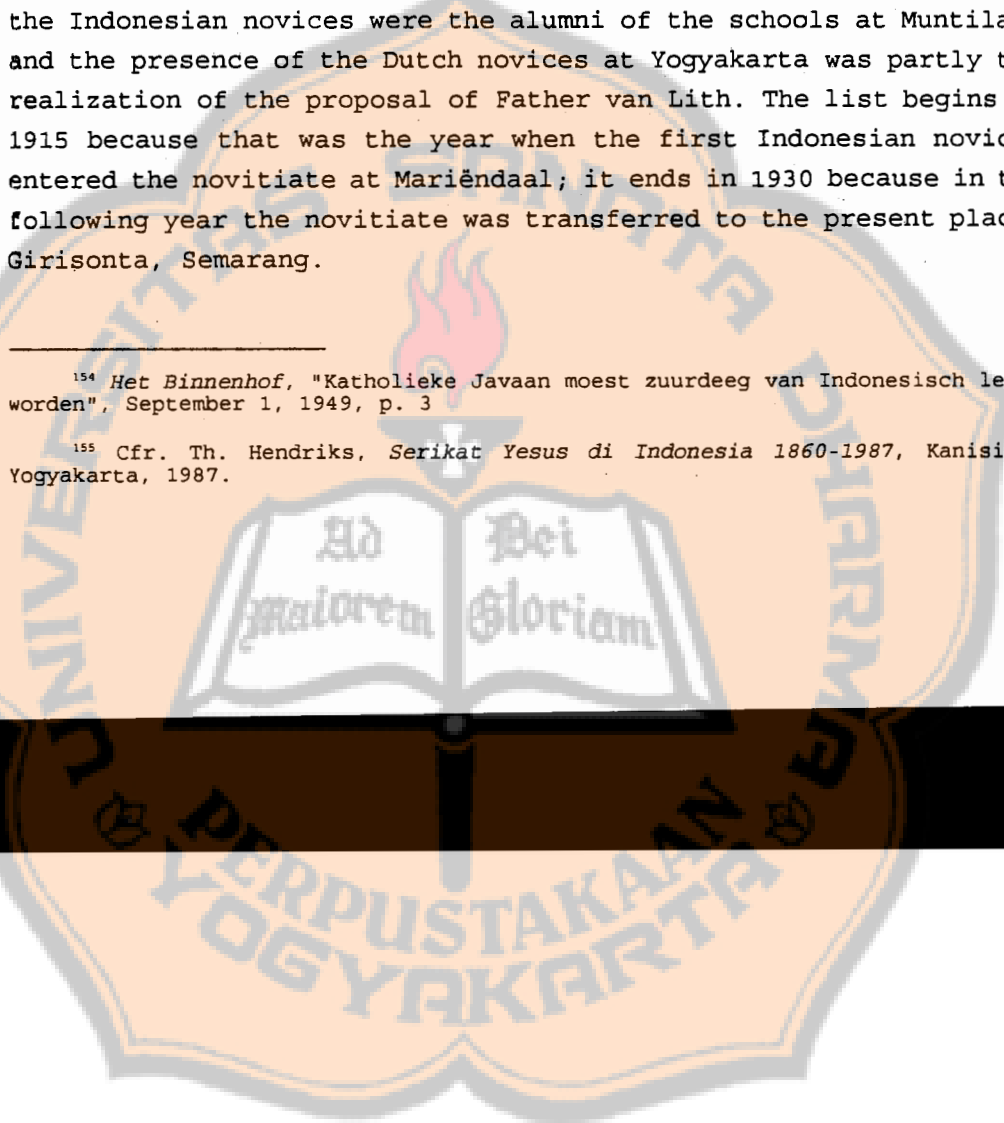 the Indonesian novices were the alumni of the schools at Muntila
and the presence of the Dutch novices at Yogyakarta was partly t
realization of the proposal of Father van Lith. The list begins
1915 because that was the year when the first Indonesian novic
entered the novitiate at Mariëndaal; it ends in 1930 because in t
following year the novitiate was transferred to the present plac
Girisonta, Semarang.
154 Het Binnenhof, "Katholieke Javaan moest zuurdeeg van Indonesisch le
worden", September 1, 1949, p. 3
155 Cfr. Th. Hendriks, Serikat Yesus di Indonesia 1860-1987, Kanisi
Yogyakarta, 1987.
UNIVERSITAS SANATA DHARMA
Ad Dei
maiorem Gloriam
PERPUSTAKAAN
YOGYAKARTA